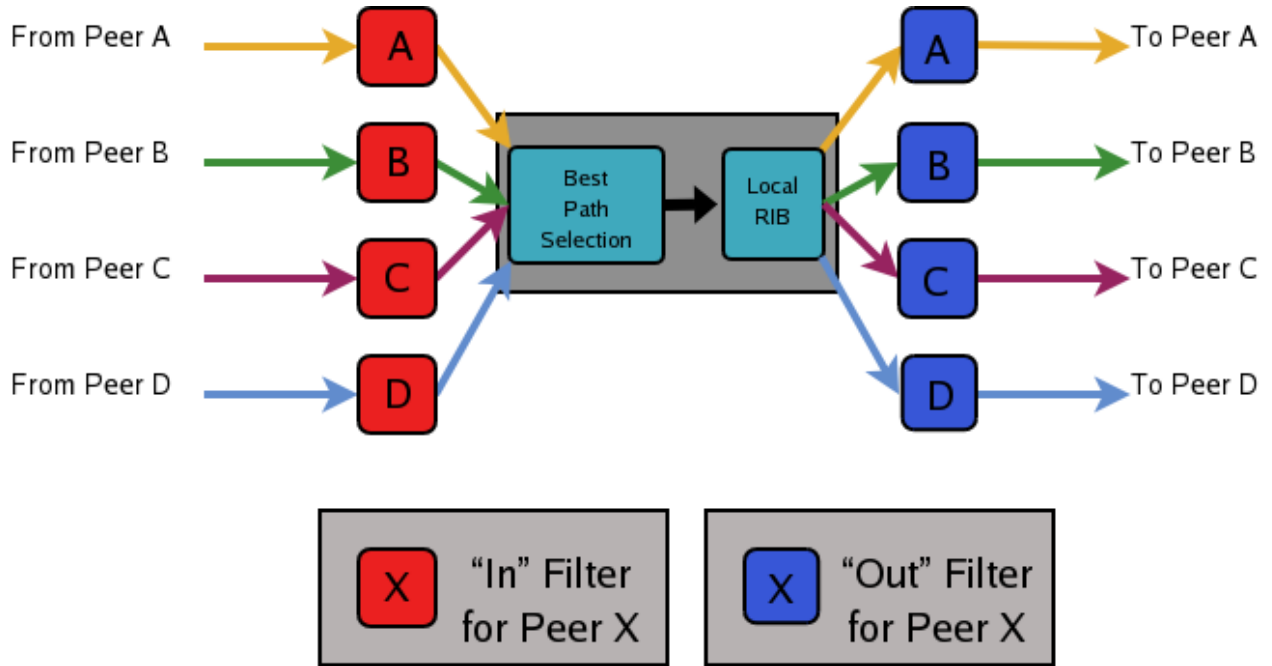 From Peer A
A
A
To Peer A
From Peer B
B
B
To Peer B
Best
Path
Selection
Local
RIB
From Peer C
C
C
To Peer C
From Peer D
D
D
To Peer D
X
“In” Filter
for Peer X
X
“Out” Filter
for Peer X